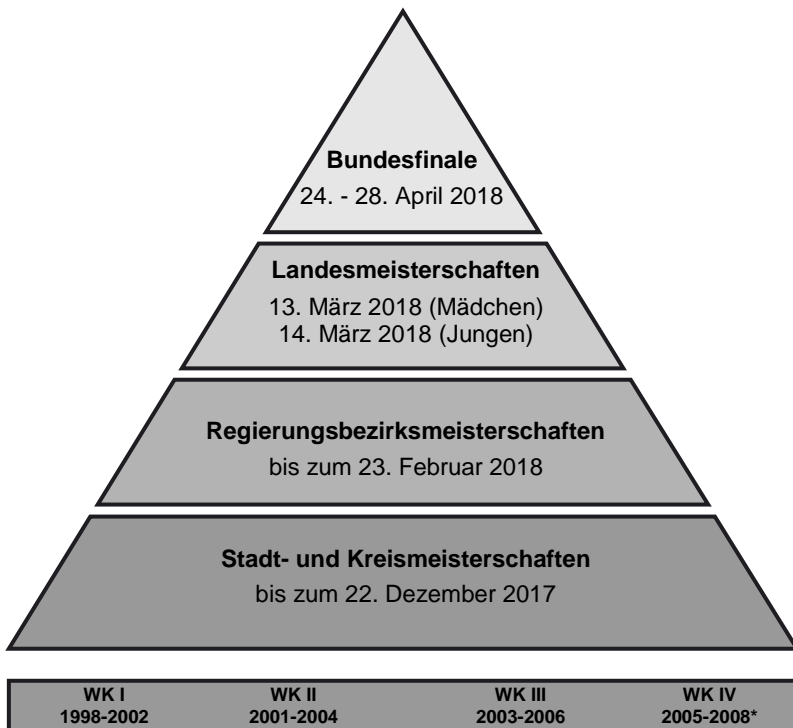 Bundesfinale
24. - 28. April 2018
Landesmeisterschaften
13. März 2018 (Mädchen)
14. März 2018 (Jungen)
Regierungsbezirksmeisterschaften
bis zum 23. Februar 2018
Stadt- und Kreismeisterschaften
bis zum 22. Dezember 2017
WK I WK II WK III WK IV
1998-2002 2001-2004 2003-2006 2005-2008*